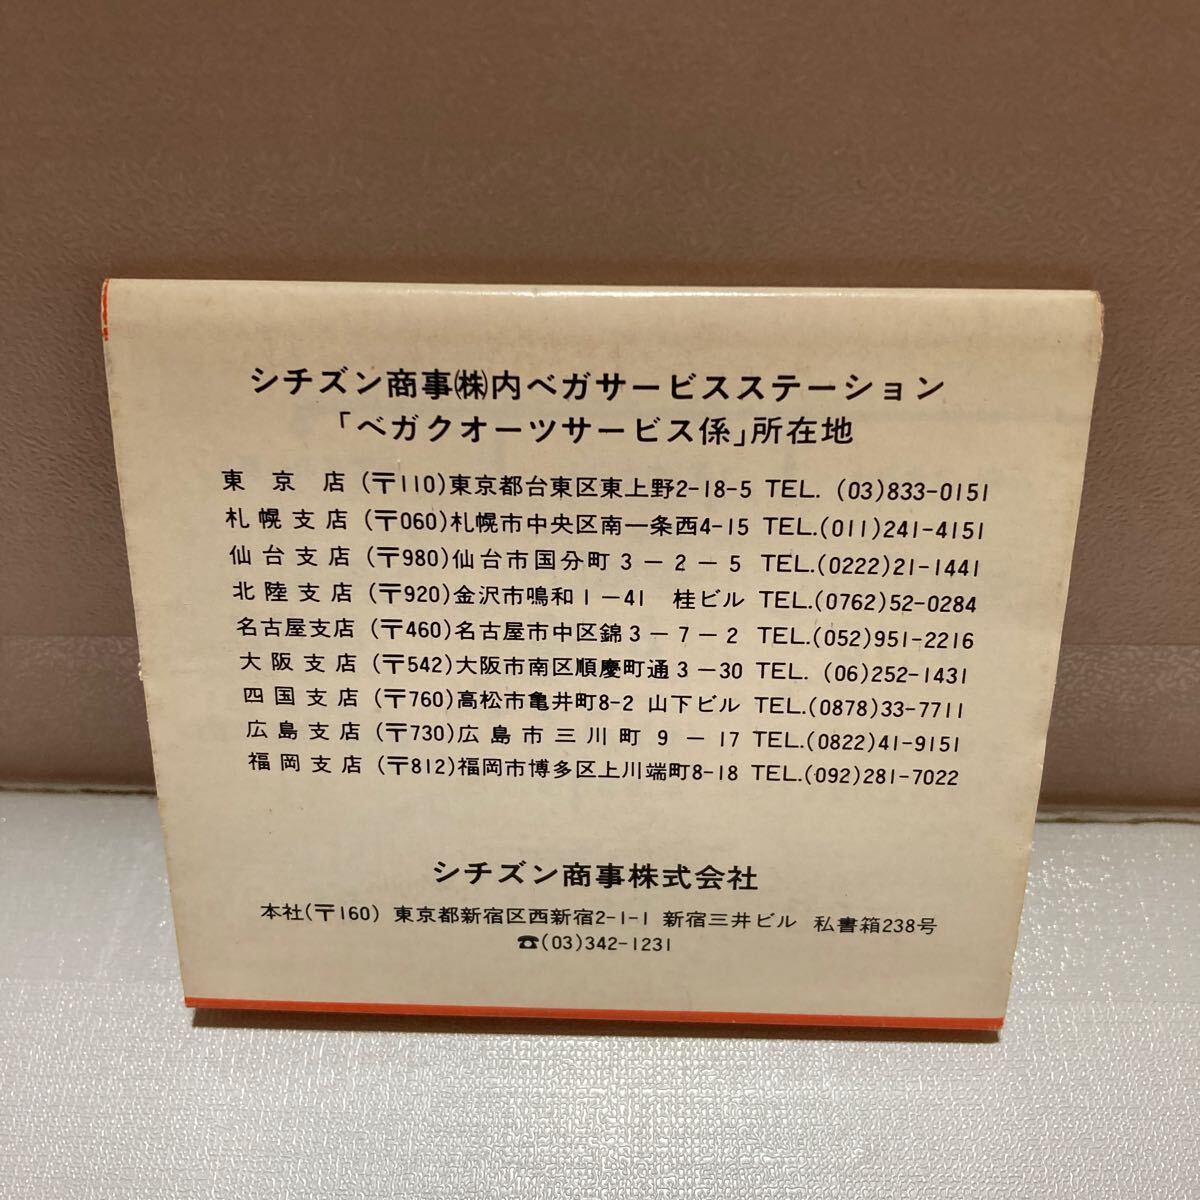 シチズン商事㈱内ベガサービスステーション
「ベガクオーツサービス係」所在地
東京店(〒110)東京都台東区東上野2-18-5 TEL. (03)833-0151
札幌支店(〒060)札幌市中央区南一条西4-15 TEL.(011)241-4151
仙台支店(〒980)仙台市国分町3-2-5 TEL.(0222)21-1441
北陸支店(〒920)金沢市鳴和1-41 桂ビル TEL.(0762)52-0284
名古屋支店(〒460)名古屋市中区錦3-7-2 TEL.(052)951-2216
大阪支店(〒542)大阪市南区順慶町通3-30 TEL. (06)252-1431
四国支店(〒760)高松市亀井町8-2 山下ビル TEL.(0878)33-7711
広島支店(〒730)広島市三川町9-17 TEL.(0822)41-9151
福岡支店(〒812)福岡市博多区上川端町8-18 TEL.(092)281-7022
シチズン商事株式会社
本社(〒160) 東京都新宿区西新宿2-1-1 新宿三井ビル 私書箱238号
☎(03)342-1231